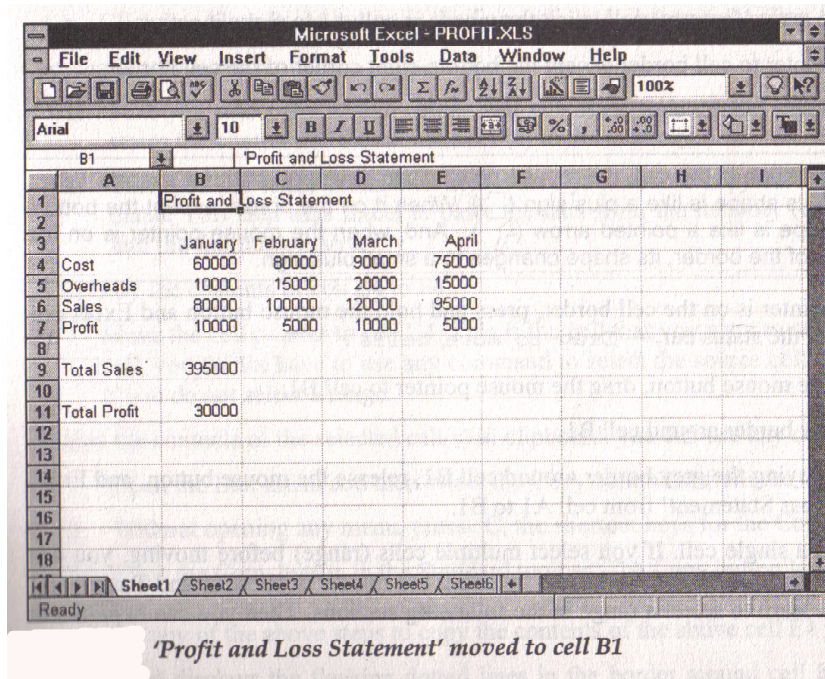 Microsoft Excel - PROFIT.XLS
File Edit View Insert Format Tools Data Window Help
100%
Arial 10 B I U % ,
B1 'Profit and Loss Statement
A B C D E F G H I
1 Profit and Loss Statement
2
3 January February March April
4 Cost 60000 80000 90000 75000
5 Overheads 10000 15000 20000 15000
6 Sales 80000 100000 120000 95000
7 Profit 10000 5000 10000 5000
8
9 Total Sales 395000
10
11 Total Profit 30000
12
13
14
15
16
17
18
Sheet1 Sheet2 Sheet3 Sheet4 Sheet5 Sheet6
Ready
'Profit and Loss Statement' moved to cell B1